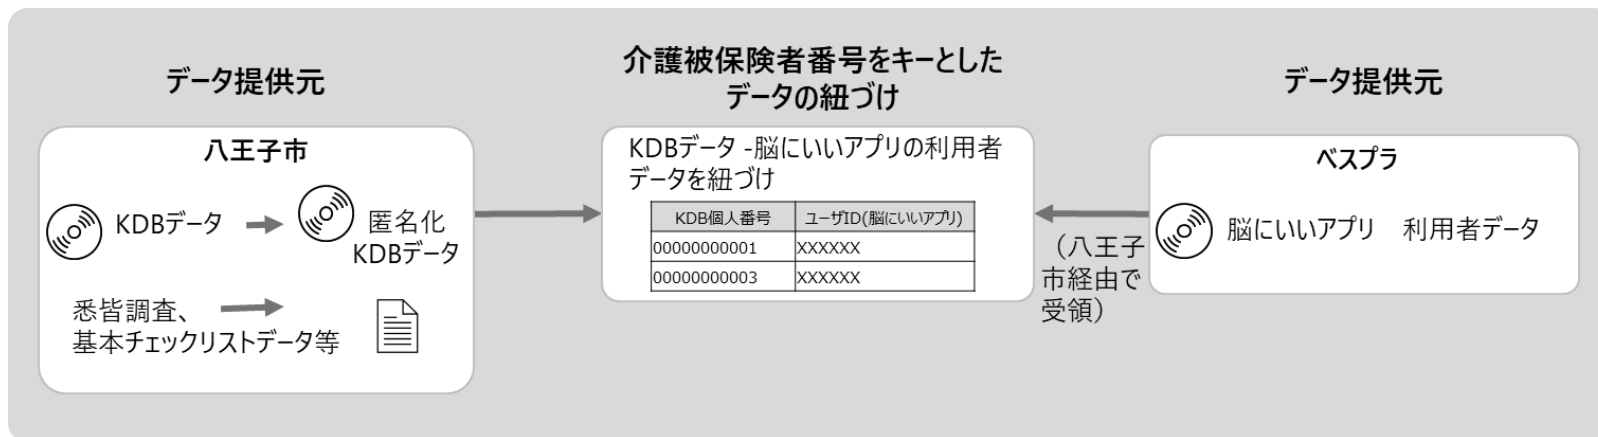 データ提供元
八王子市
KDBデータ
匿名化
KDBデータ
悉皆調査、
基本チェックリストデータ等
介護被保険者番号をキーとした
データの紐づけ
KDBデータ -脳にいいアプリの利用者
データを紐づけ
KDB個人番号 ユーザID(脳にいいアプリ)
00000000001 XXXXXX
00000000003 XXXXXX
(八王子
市経由で
受領)
データ提供元
ベスプラ
脳にいいアプリ 利用者データ